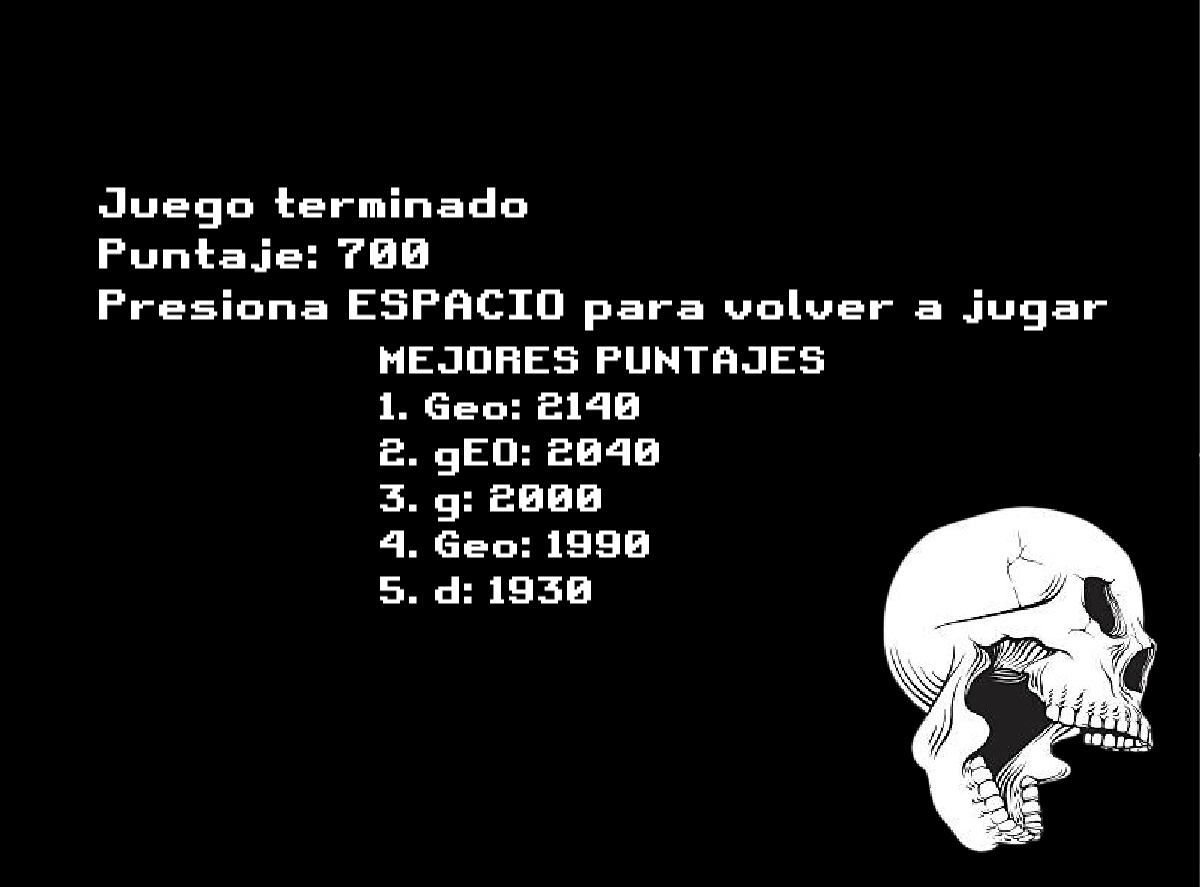 Juego terminado
Puntaje: 700
Presiona ESPACIO para volver a jugar
MEJORES PUNTAJES
1. Geo: 2140
2. gEO: 2040
3. g: 2000
4. Geo: 1990
5. d: 1930